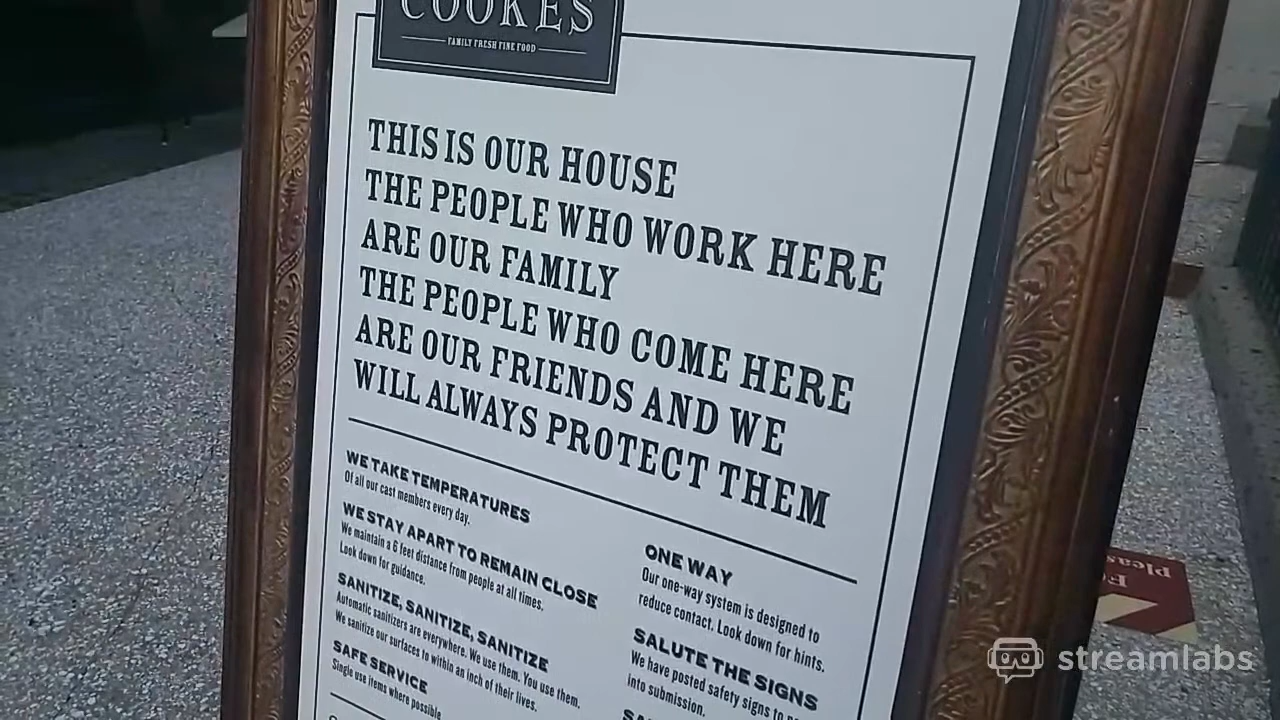 COOKES
FAMILY FRESH FINE FOOD
THIS IS OUR HOUSE
THE PEOPLE WHO WORK HERE
ARE OUR FAMILY
THE PEOPLE WHO COME HERE
ARE OUR FRIENDS AND WE
WILL ALWAYS PROTECT THEM
WE TAKE TEMPERATURES
Of all our cast members every day.
WE STAY APART TO REMAIN CLOSE
We maintain a 6 feet distance from people at all times.
Look down for guidance.
SANITIZE, SANITIZE, SANITIZE
Automatic sanitizers are everywhere. We use them. You use them.
We sanitize our surfaces to within an inch of their lives.
SAFE SERVICE
Single use items where possible
ONE WAY
Our one-way system is designed to
reduce contact. Look down for hints.
SALUTE THE SIGNS
We have posted safety signs to
into submission.
Please
streamlabs